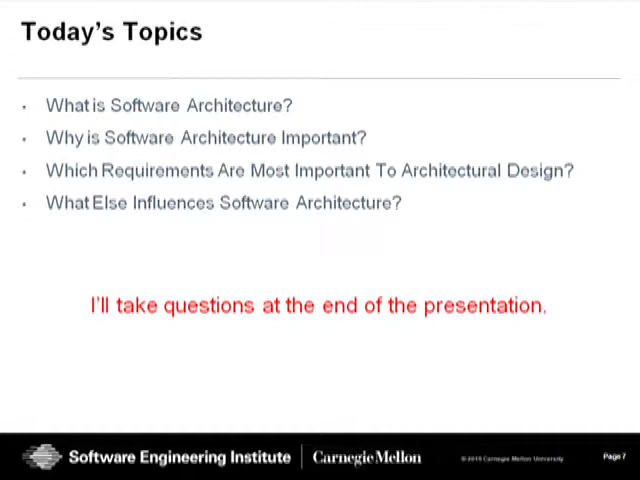 Today's Topics
• What is Software Architecture?
• Why is Software Architecture Important?
• Which Requirements Are Most Important To Architectural Design?
• What Else Influences Software Architecture?
I'll take questions at the end of the presentation.
Software Engineering Institute | Carnegie Mellon © 2010 Carnegie Mellon University Page 7